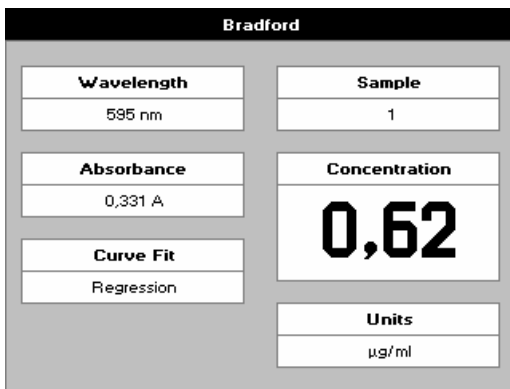 Bradford
Wavelength
595 nm
Sample
1
Absorbance
0,331 A
Concentration
0,62
Curve Fit
Regression
Units
µg/ml